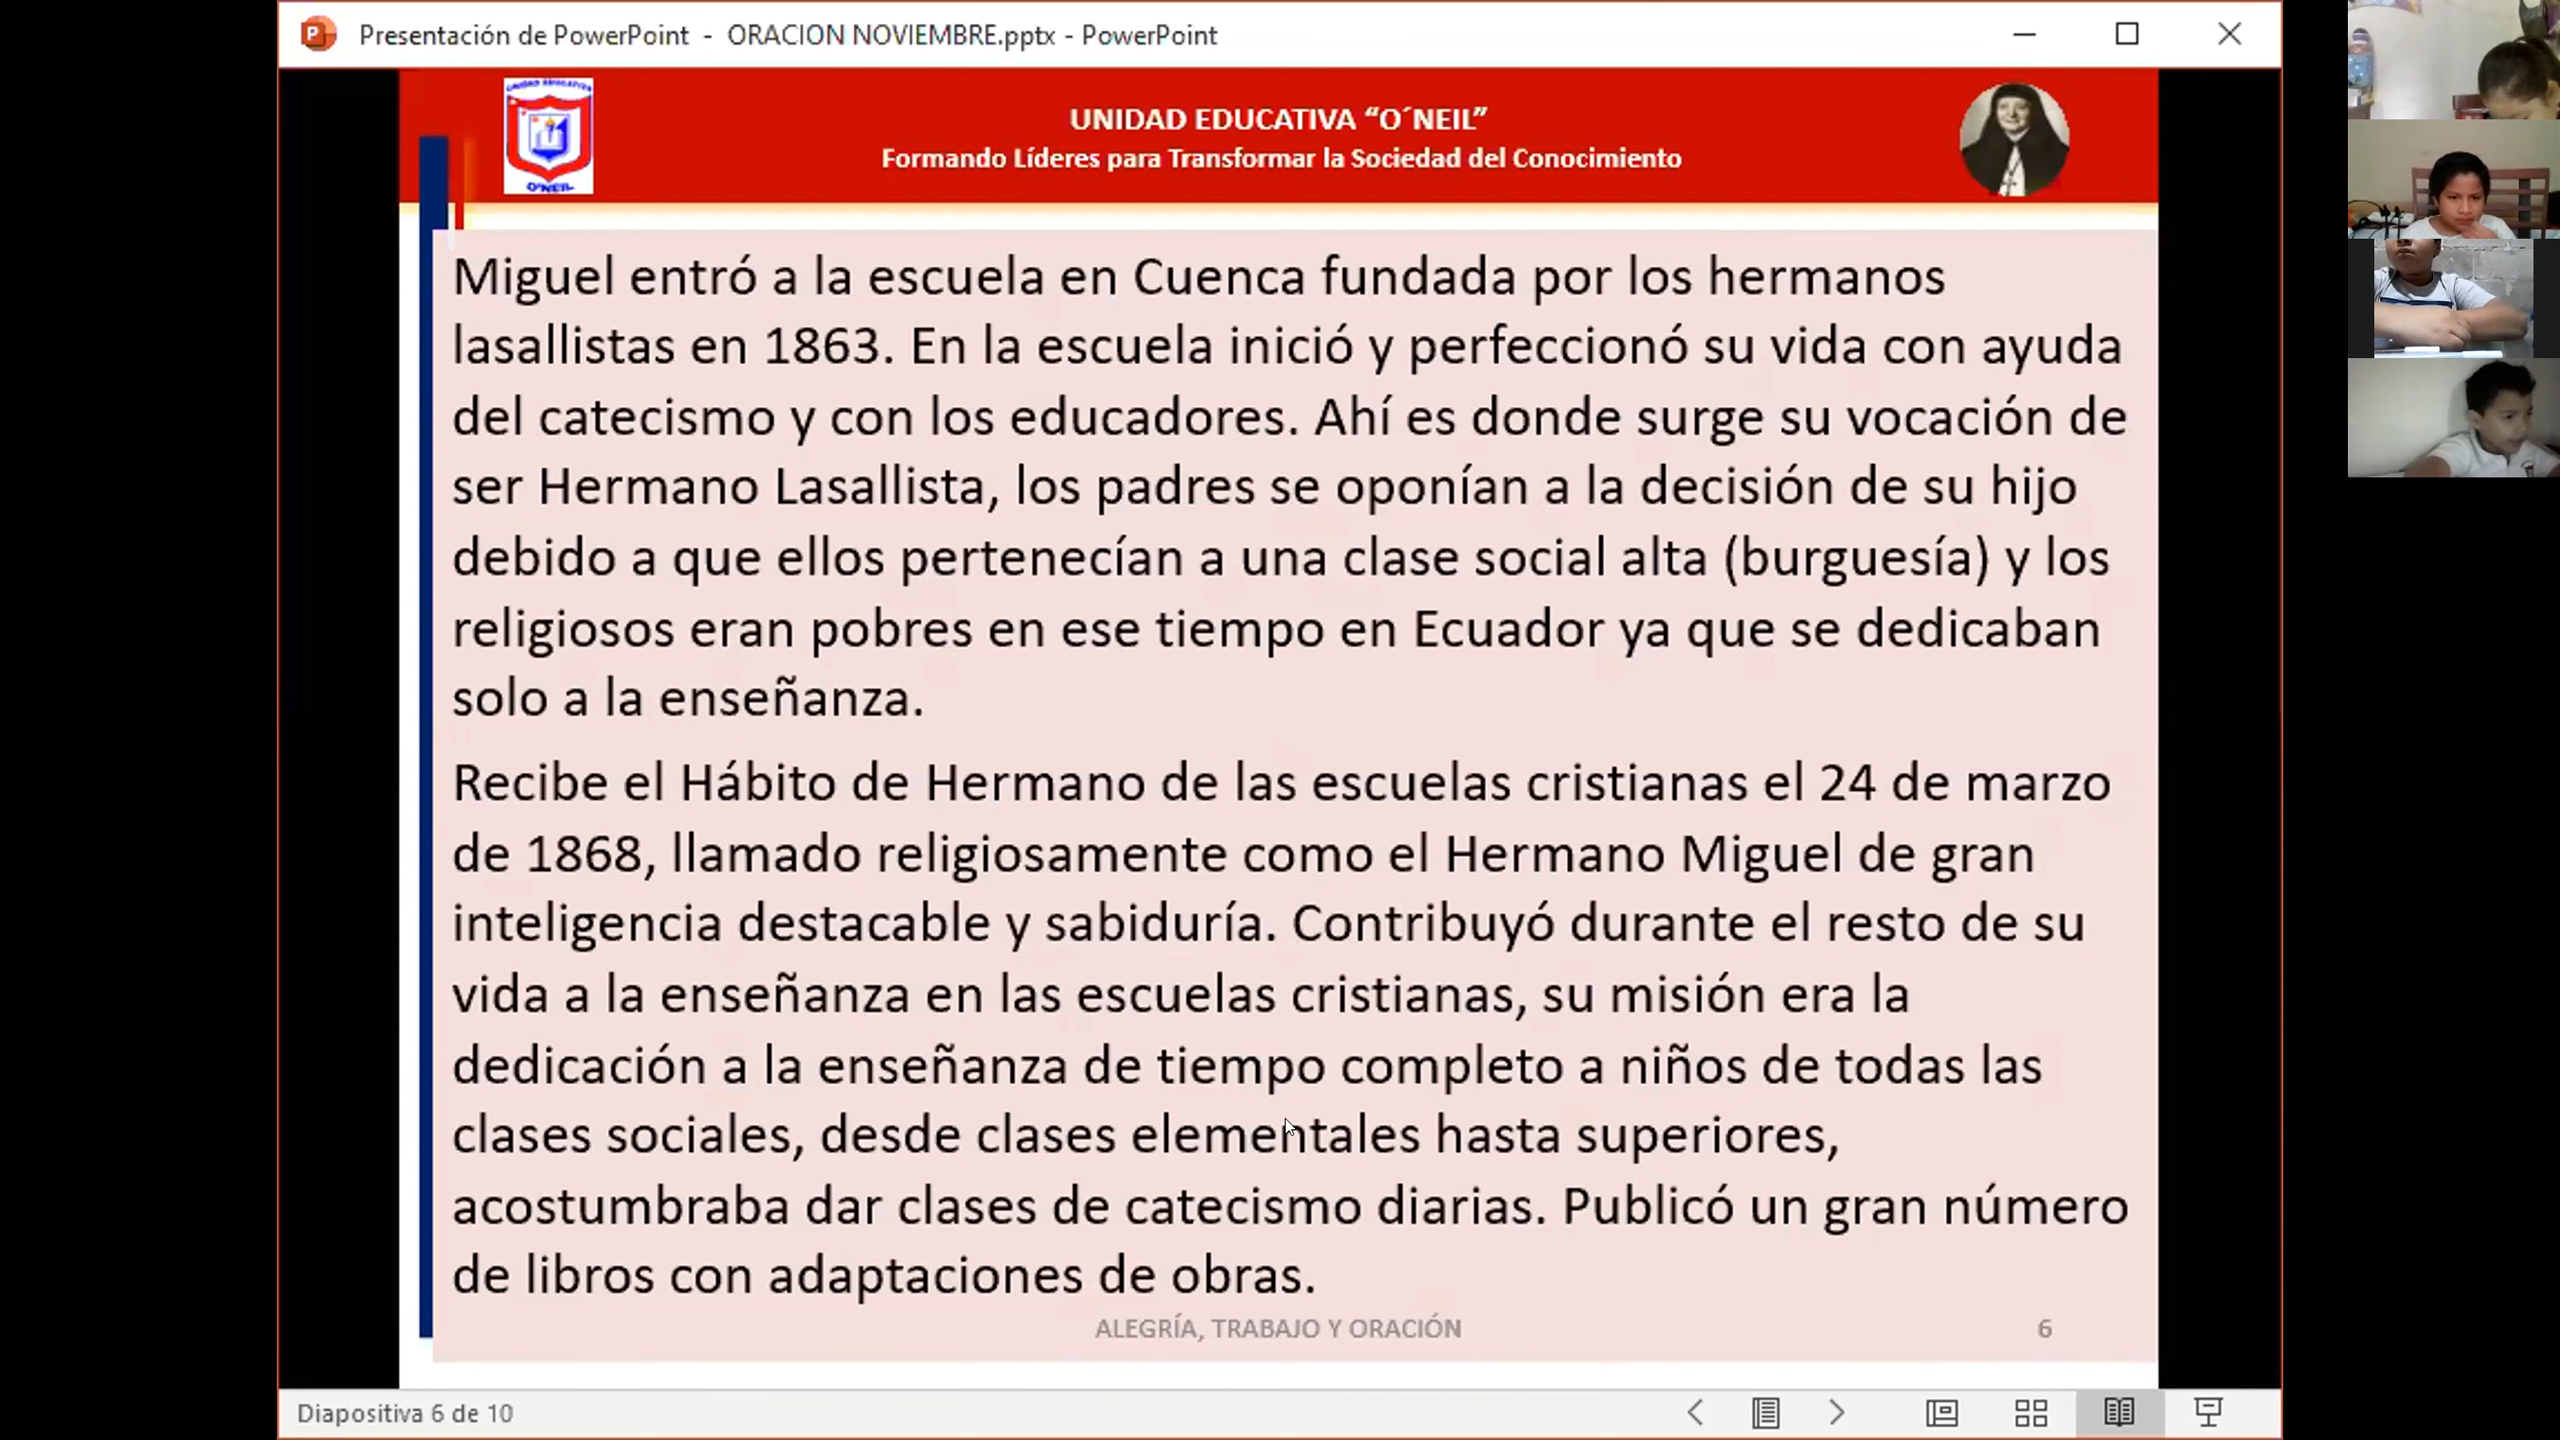 Presentación de PowerPoint - ORACION NOVIEMBRE.pptx - PowerPoint
UNIDAD EDUCATIVA
O'NEIL
UNIDAD EDUCATIVA “O´NEIL”
Formando Líderes para Transformar la Sociedad del Conocimiento
Miguel entró a la escuela en Cuenca fundada por los hermanos
lasallistas en 1863. En la escuela inició y perfeccionó su vida con ayuda
del catecismo y con los educadores. Ahí es donde surge su vocación de
ser Hermano Lasallista, los padres se oponían a la decisión de su hijo
debido a que ellos pertenecían a una clase social alta (burguesía) y los
religiosos eran pobres en ese tiempo en Ecuador ya que se dedicaban
solo a la enseñanza.
Recibe el Hábito de Hermano de las escuelas cristianas el 24 de marzo
de 1868, llamado religiosamente como el Hermano Miguel de gran
inteligencia destacable y sabiduría. Contribuyó durante el resto de su
vida a la enseñanza en las escuelas cristianas, su misión era la
dedicación a la enseñanza de tiempo completo a niños de todas las
clases sociales, desde clases elementales hasta superiores,
acostumbraba dar clases de catecismo diarias. Publicó un gran número
de libros con adaptaciones de obras.
ALEGRÍA, TRABAJO Y ORACIÓN
6
Diapositiva 6 de 10